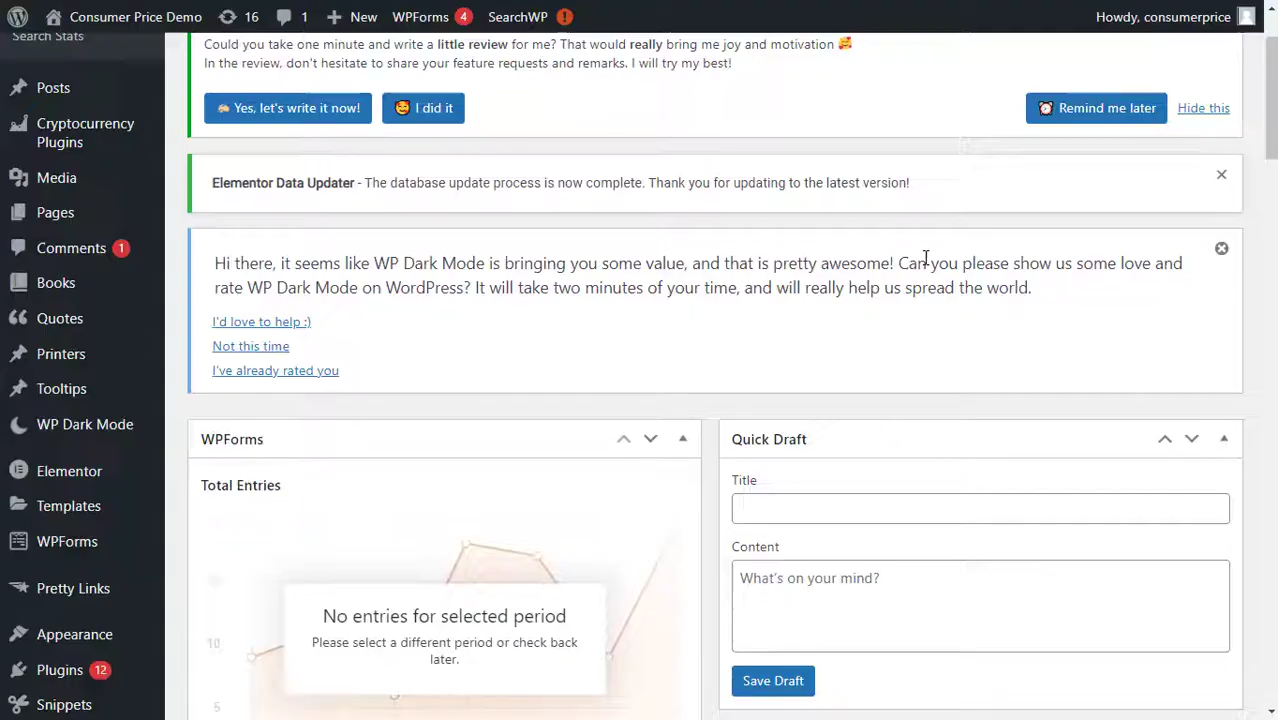 Consumer Price Demo 16 1 + New WPForms 4 SearchWP ! Howdy, consumerprice
Search Stats
Posts
Cryptocurrency
Plugins
Media
Pages
Comments 1
Books
Quotes
Printers
Tooltips
WP Dark Mode
Elementor
Templates
WPForms
Pretty Links
Appearance
Plugins 12
Snippets
Could you take one minute and write a little review for me? That would really bring me joy and motivation 🥰
In the review, don't hesitate to share your feature requests and remarks. I will try my best!
✍🏻 Yes, let's write it now! 🥰 I did it ⏰ Remind me later Hide this
Elementor Data Updater - The database update process is now complete. Thank you for updating to the latest version!
Hi there, it seems like WP Dark Mode is bringing you some value, and that is pretty awesome! Can you please show us some love and
rate WP Dark Mode on WordPress? It will take two minutes of your time, and will really help us spread the world.
I'd love to help :)
Not this time
I've already rated you
WPForms
Total Entries
10
5
No entries for selected period
Please select a different period or check back
later.
Quick Draft
Title
Content
What's on your mind?
Save Draft